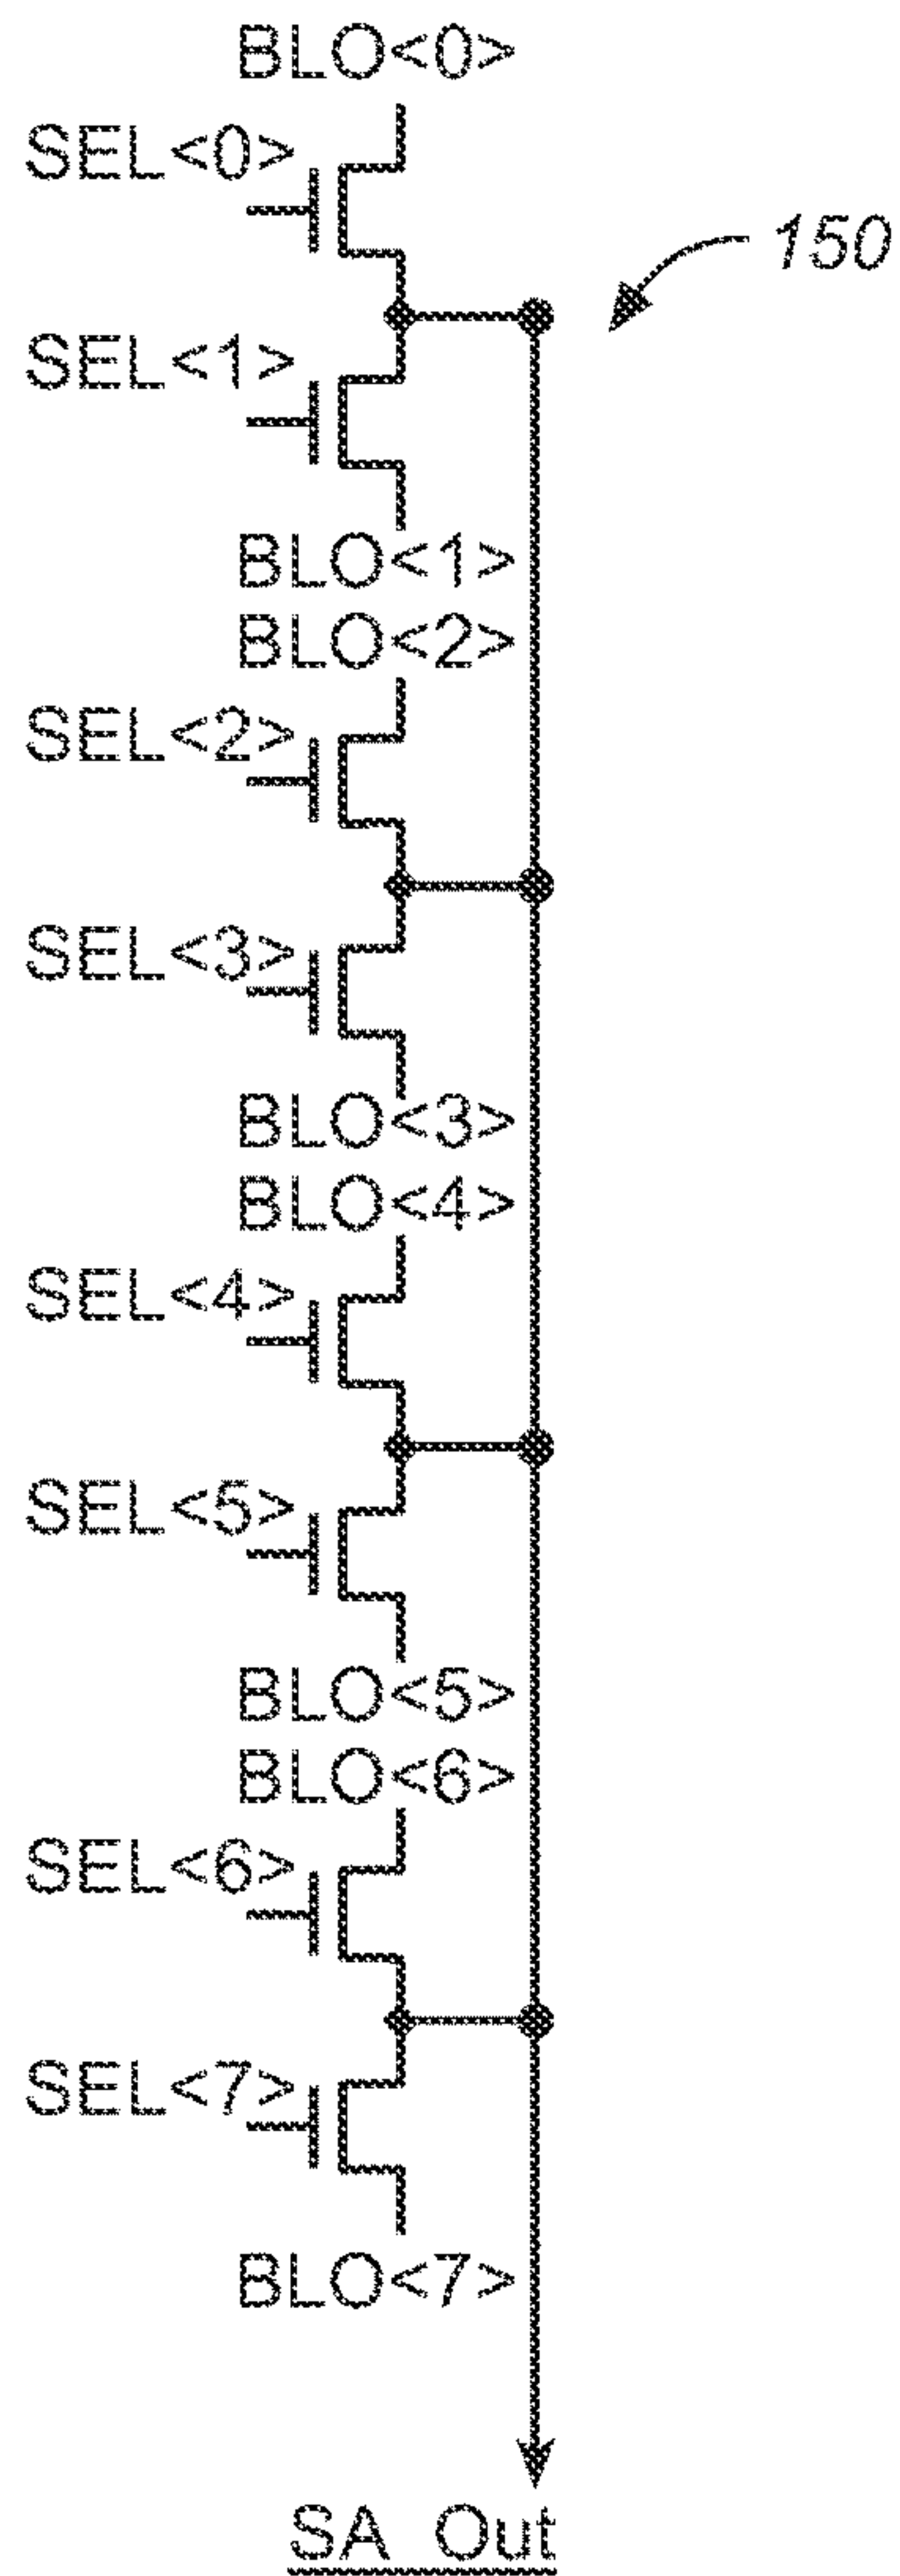 BLO<0>
SEL<0>
150
SEL<1>
BLO<1>
BLO<2>
SEL<2>
SEL<3>
BLO<3>
BLO<4>
SEL<4>
SEL<5>
BLO<5>
BLO<6>
SEL<6>
SEL<7>
BLO<7>
SA Out